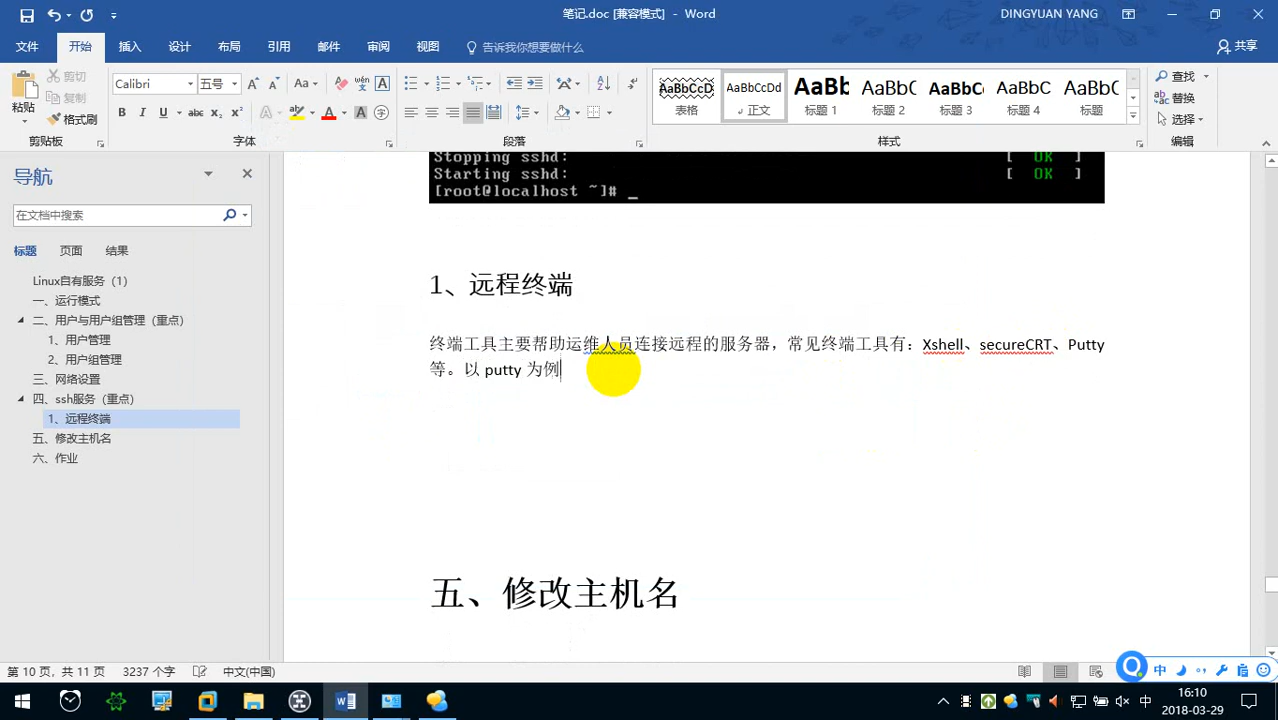 笔记.doc [兼容模式] - Word
DINGYUAN YANG
文件 开始 插入 设计 布局 引用 邮件 审阅 视图 告诉我你想要做什么 共享
粘贴
剪切
复制
格式刷
剪贴板
Calibri 五号
字体
段落
AaBbCcD 表格
AaBbCcDd 正文
AaBb 标题 1
AaBbC 标题 2
AaBbC 标题 3
AaBbC 标题 4
AaBbC 标题
样式
查找
替换
选择
编辑
导航
在文档中搜索
标题 页面 结果
Linux自有服务（1）
一、运行模式
二、用户与用户组管理（重点）
1、用户管理
2、用户组管理
三、网络设置
四、ssh服务（重点）
1、远程终端
五、修改主机名
六、作业
Stopping sshd: [ OK ]
Starting sshd: [ OK ]
[root@localhost ~]# _
1、远程终端
终端工具主要帮助运维人员连接远程的服务器，常见终端工具有：Xshell、secureCRT、Putty
等。以 putty 为例
五、修改主机名
第 10 页，共 11 页 3237 个字 中文(中国)
中
中
16:10
2018-03-29